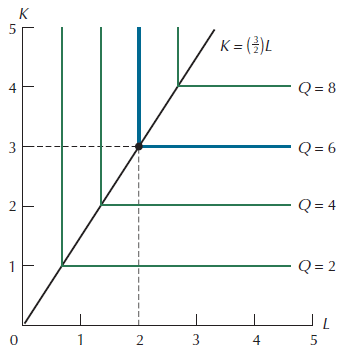 K
5
K = (3/2)L
4
Q = 8
3
Q = 6
2
Q = 4
1
Q = 2
L
0 1 2 3 4 5